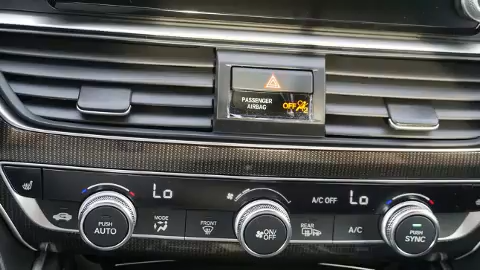 PASSENGER
AIRBAG
OFF
Lo
A/C OFF
Lo
PUSH
AUTO
MODE
FRONT
ON/
OFF
REAR
A/C
PUSH
SYNC